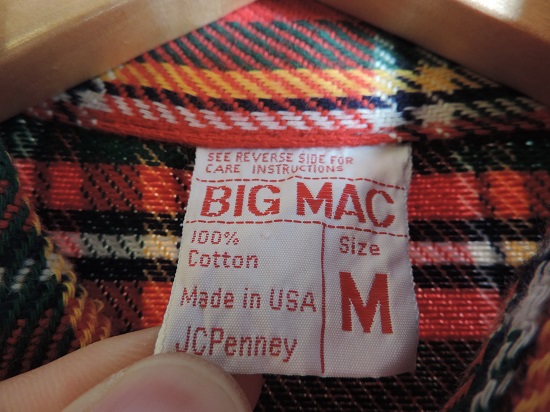 SEE REVERSE SIDE FOR
CARE INSTRUCTIONS
BIG MAC
100%
Cotton
Size
M
Made in USA
JCPenney